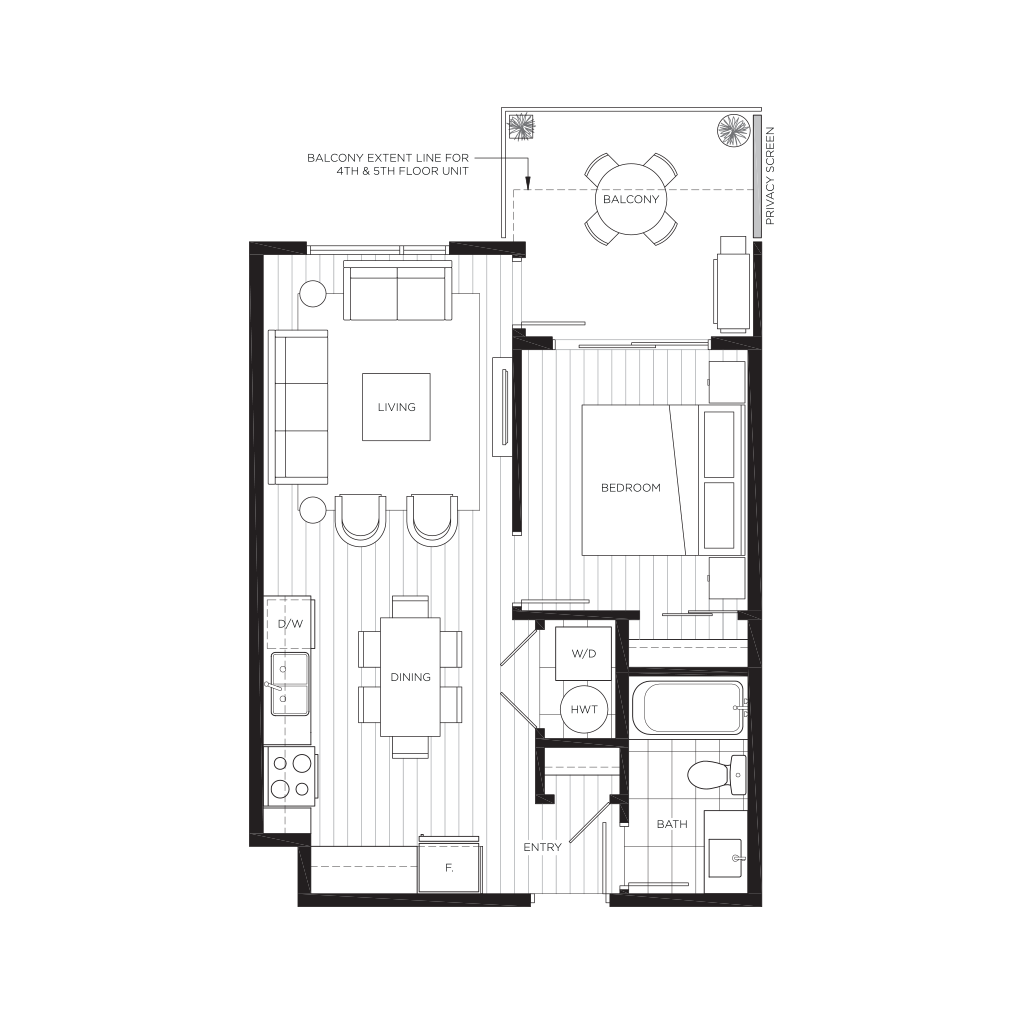 BALCONY EXTENT LINE FOR
4TH & 5TH FLOOR UNIT
PRIVACY SCREEN
BALCONY
LIVING
BEDROOM
D/W
W/D
DINING
HWT
BATH
ENTRY
F.